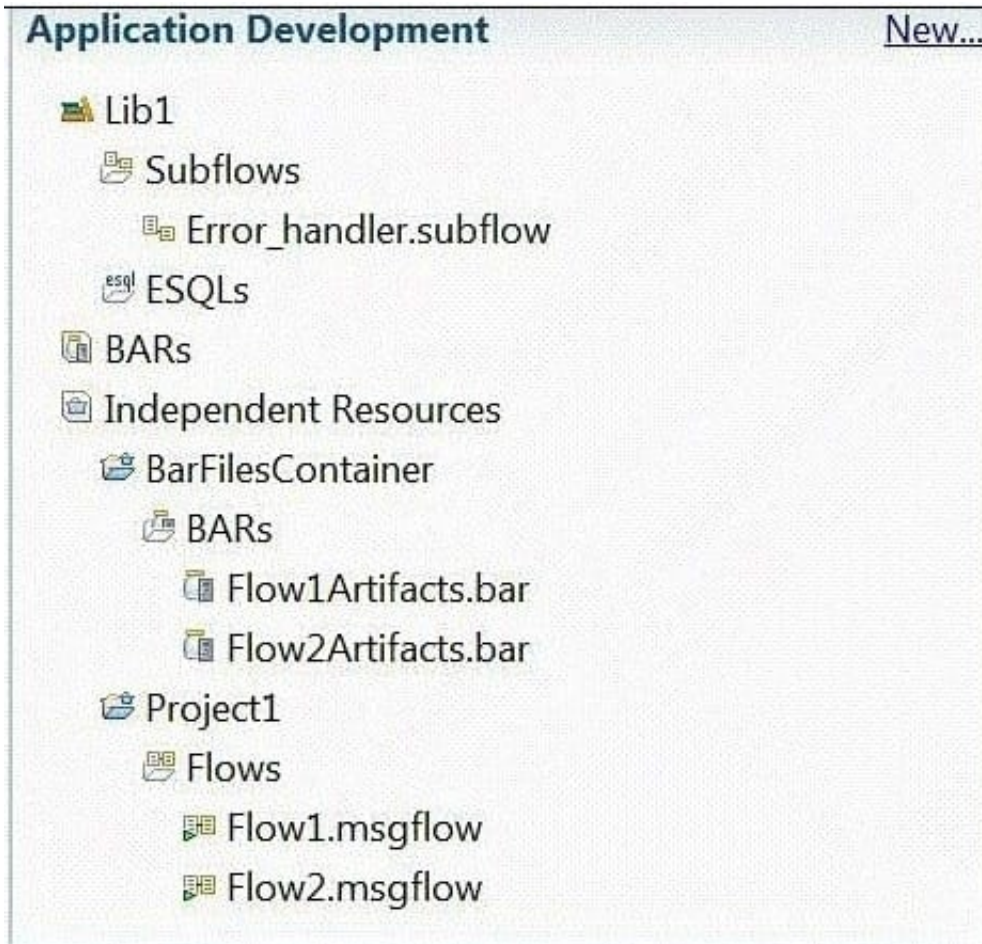 Application Development New...
Lib1
Subflows
Error_handler.subflow
esql ESQLs
BARs
Independent Resources
BarFilesContainer
BARs
Flow1Artifacts.bar
Flow2Artifacts.bar
Project1
Flows
Flow1.msgflow
Flow2.msgflow